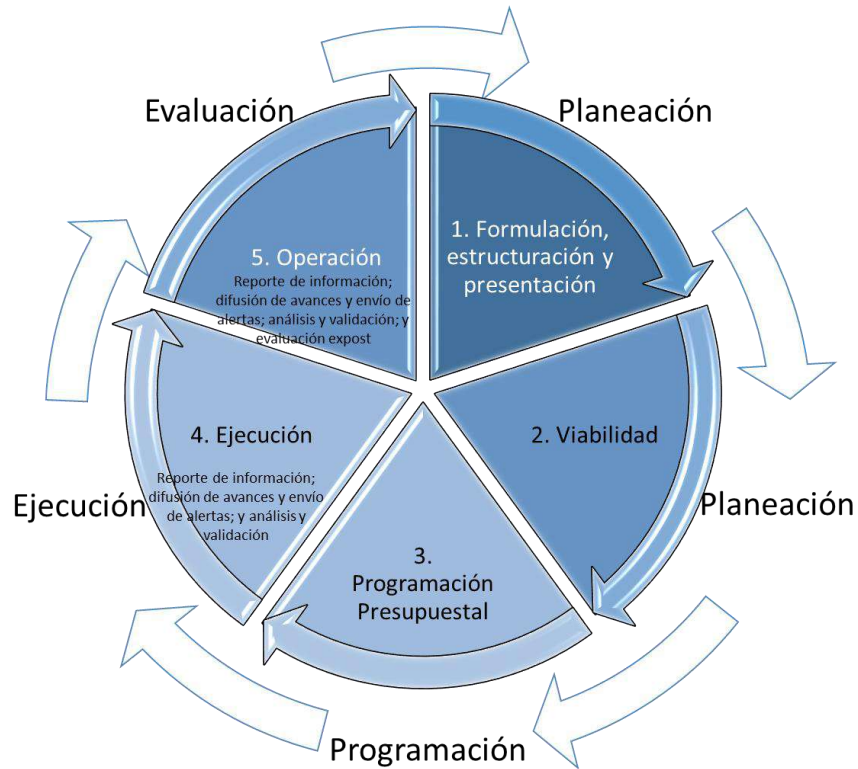 Evaluación
Planeación
1. Formulación,
estructuración y
presentación
2. Viabilidad
Planeación
3.
Programación
Presupuestal
Programación
4. Ejecución
Reporte de información;
difusión de avances y envío
de alertas; y análisis y
validación
Ejecución
5. Operación
Reporte de información;
difusión de avances y envío de
alertas; análisis y validación; y
evaluación expost